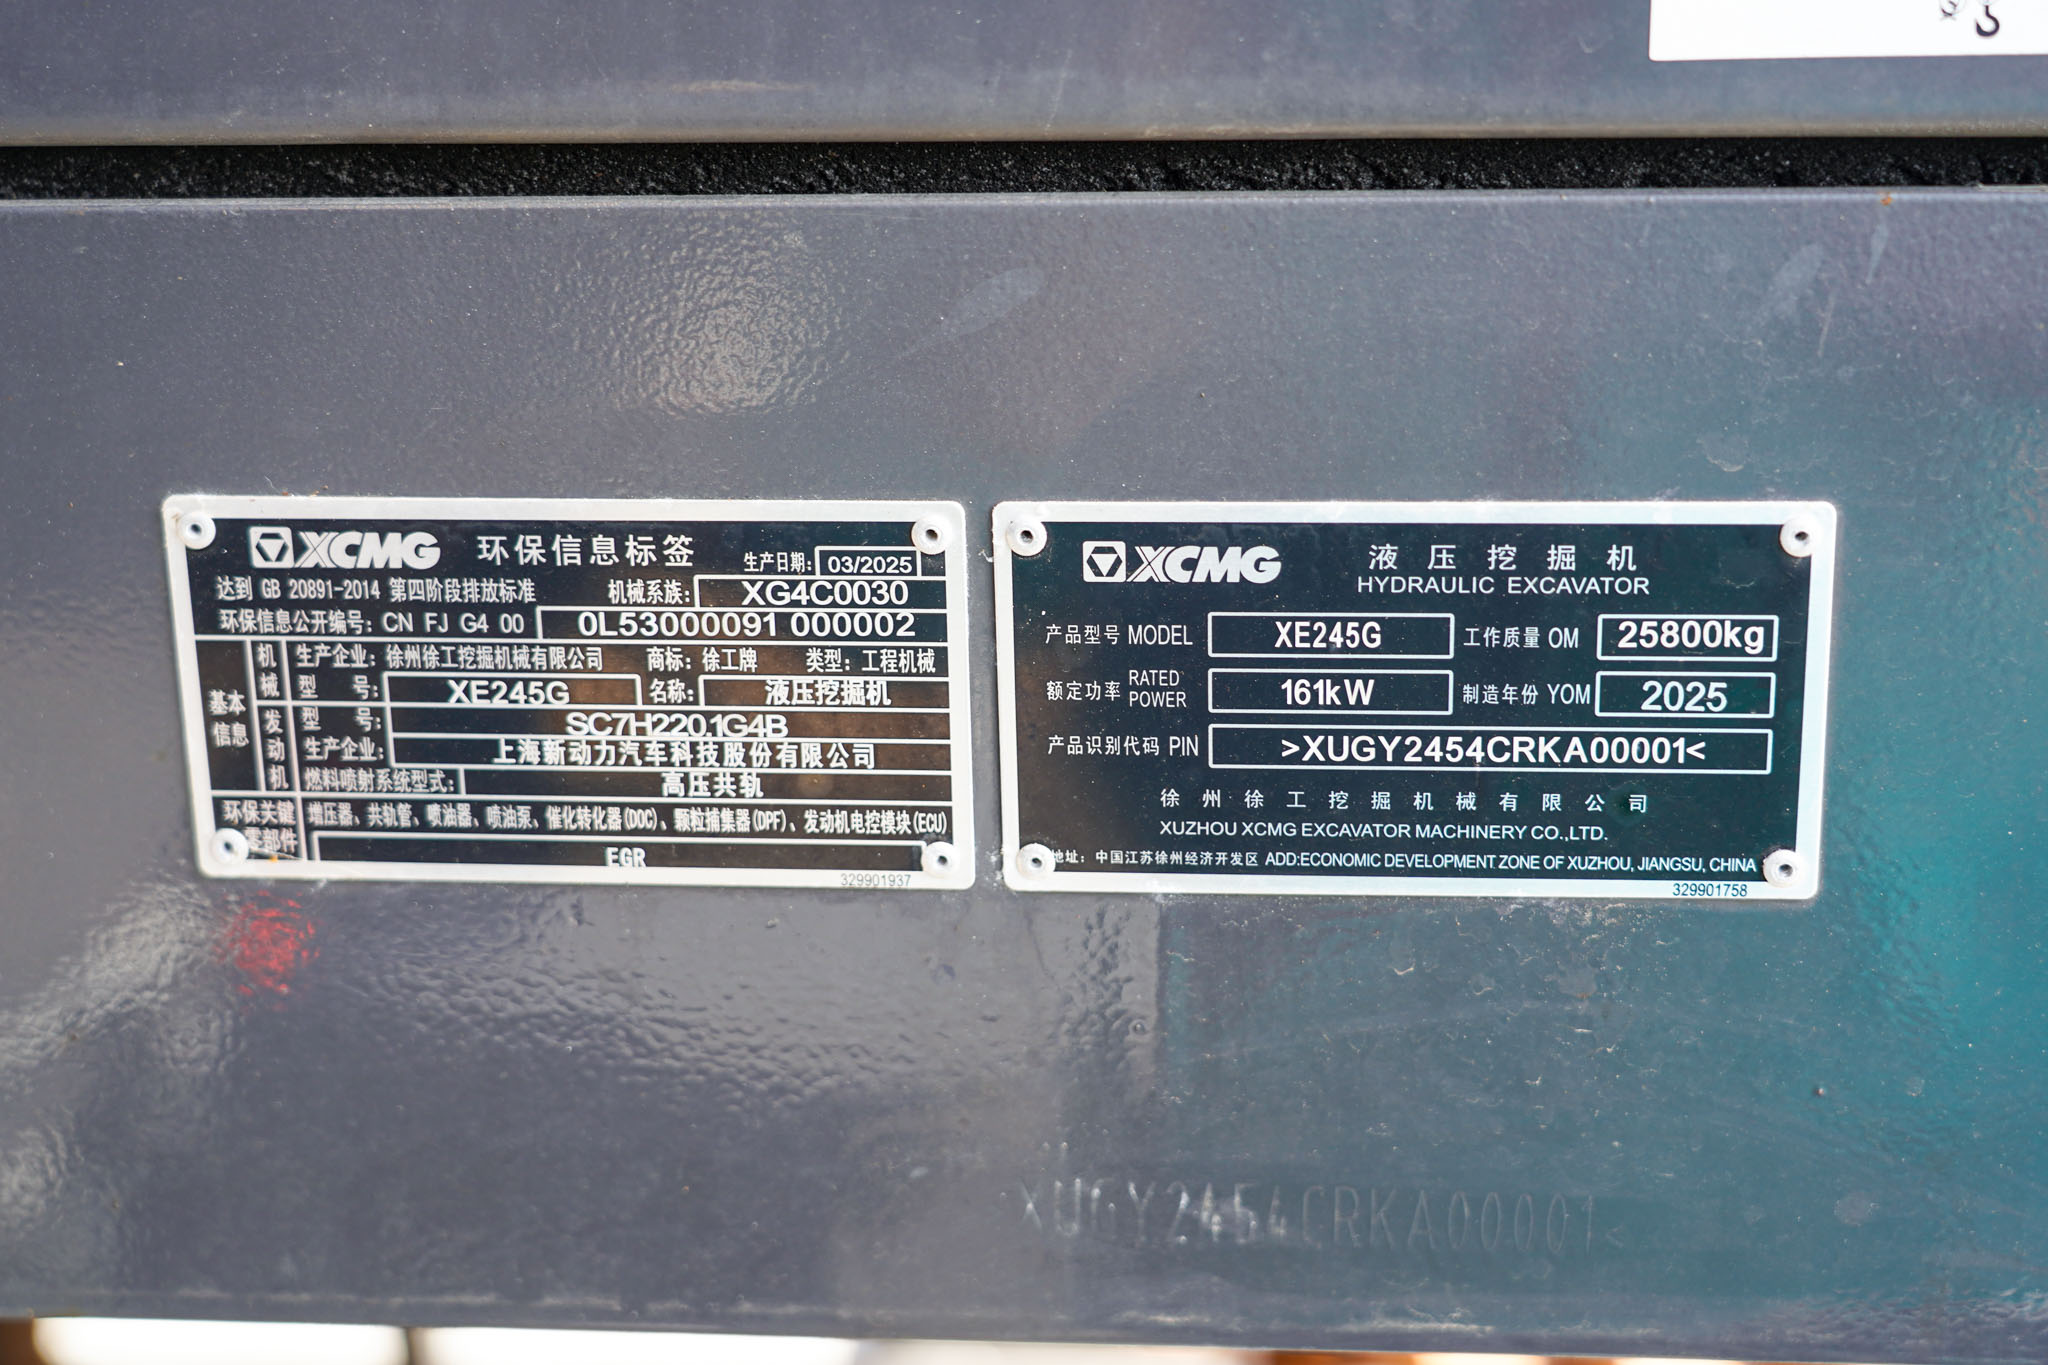 XCMG 环保信息标签 生产日期: 03/2025
达到 GB 20891-2014 第四阶段排放标准 机械系族: XG4C0030
环保信息公开编号: CN FJ G4 00 0L53000091 000002
基本信息
机械 生产企业: 徐州徐工挖掘机械有限公司 商标: 徐工牌 类型: 工程机械
型号: XE245G 名称: 液压挖掘机
发动机 型号: SC7H220.1G4B
生产企业: 上海新动力汽车科技股份有限公司
燃料喷射系统型式: 高压共轨
环保关键零部件 增压器、共轨管、喷油器、喷油泵、催化转化器(DOC)、颗粒捕集器(DPF)、发动机电控模块(ECU)
EGR
329901937
XCMG 液压挖掘机
HYDRAULIC EXCAVATOR
产品型号 MODEL XE245G 工作质量 OM 25800kg
额定功率 RATED POWER 161kW 制造年份 YOM 2025
产品识别代码 PIN >XUGY2454CRKA00001<
徐州徐工挖掘机械有限公司
XUZHOU XCMG EXCAVATOR MACHINERY CO.,LTD.
地址: 中国江苏徐州经济开发区 ADD:ECONOMIC DEVELOPMENT ZONE OF XUZHOU, JIANGSU, CHINA
329901758
XUGY2454CRKA00001<